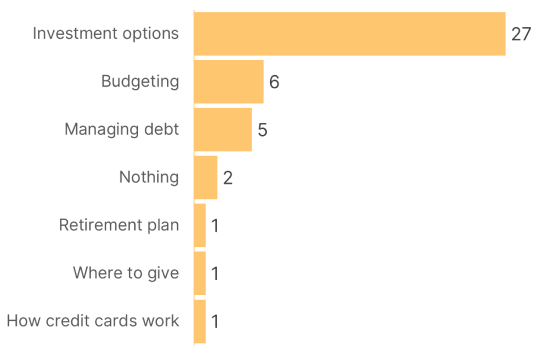 Investment options 27
Budgeting 6
Managing debt 5
Nothing 2
Retirement plan 1
Where to give 1
How credit cards work 1